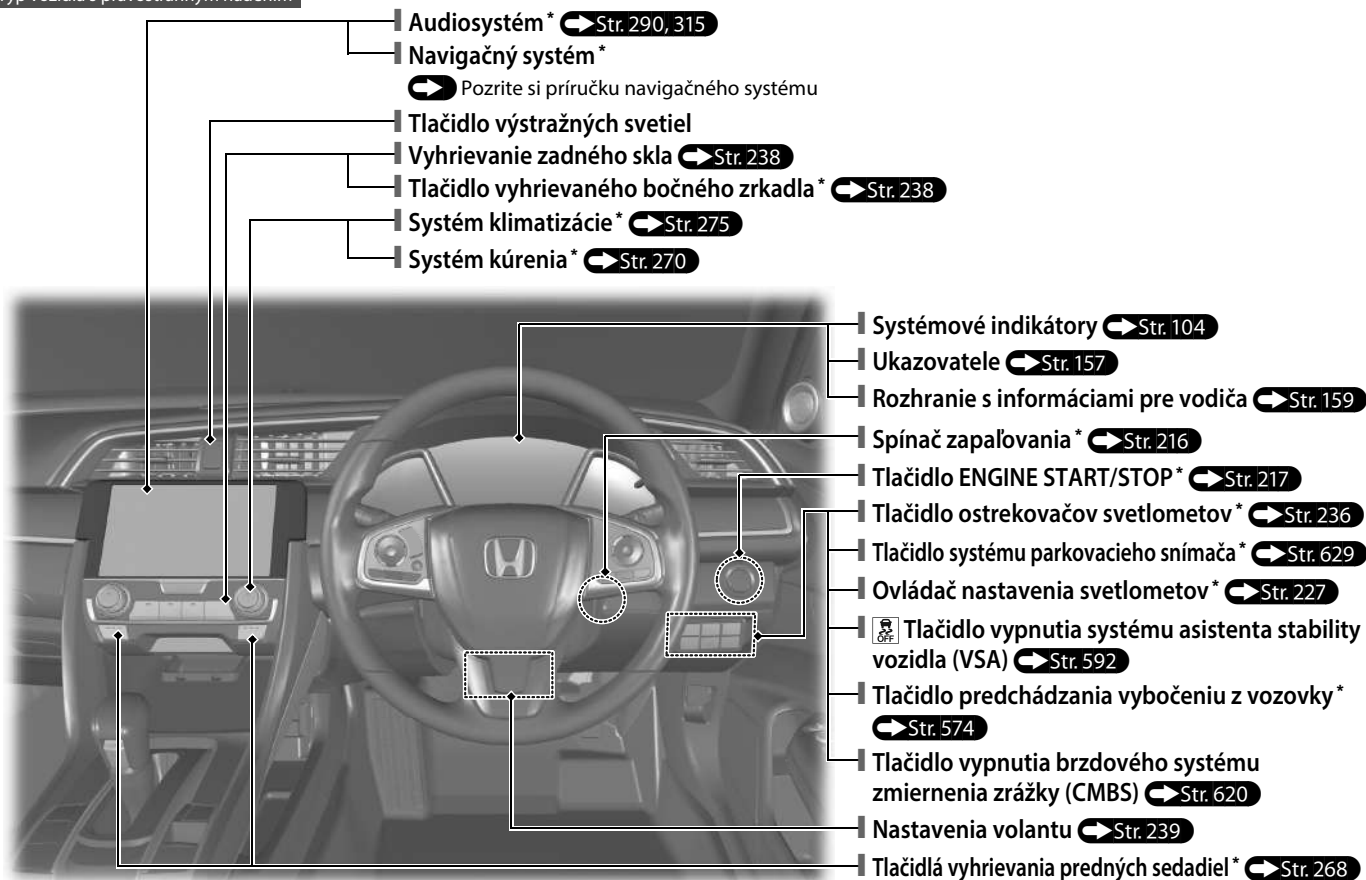 Typ vozidla s pravostranným riadením
Audiosystém* Str. 290, 315
Navigačný systém*
Pozrite si príručku navigačného systému
Tlačidlo výstražných svetiel
Vyhrievanie zadného skla Str. 238
Tlačidlo vyhrievaného bočného zrkadla* Str. 238
Systém klimatizácie* Str. 275
Systém kúrenia* Str. 270
Systémové indikátory Str. 104
Ukazovatele Str. 157
Rozhranie s informáciami pre vodiča Str. 159
Spínač zapaľovania* Str. 216
Tlačidlo ENGINE START/STOP* Str. 217
Tlačidlo ostrekovačov svetlometov* Str. 236
Tlačidlo systému parkovacieho snímača* Str. 629
Ovládač nastavenia svetlometov* Str. 227
OFF Tlačidlo vypnutia systému asistenta stability
vozidla (VSA) Str. 592
Tlačidlo predchádzania vybočeniu z vozovky*
Str. 574
Tlačidlo vypnutia brzdového systému
zmiernenia zrážky (CMBS) Str. 620
Nastavenia volantu Str. 239
Tlačidlá vyhrievania predných sedadiel* Str. 268